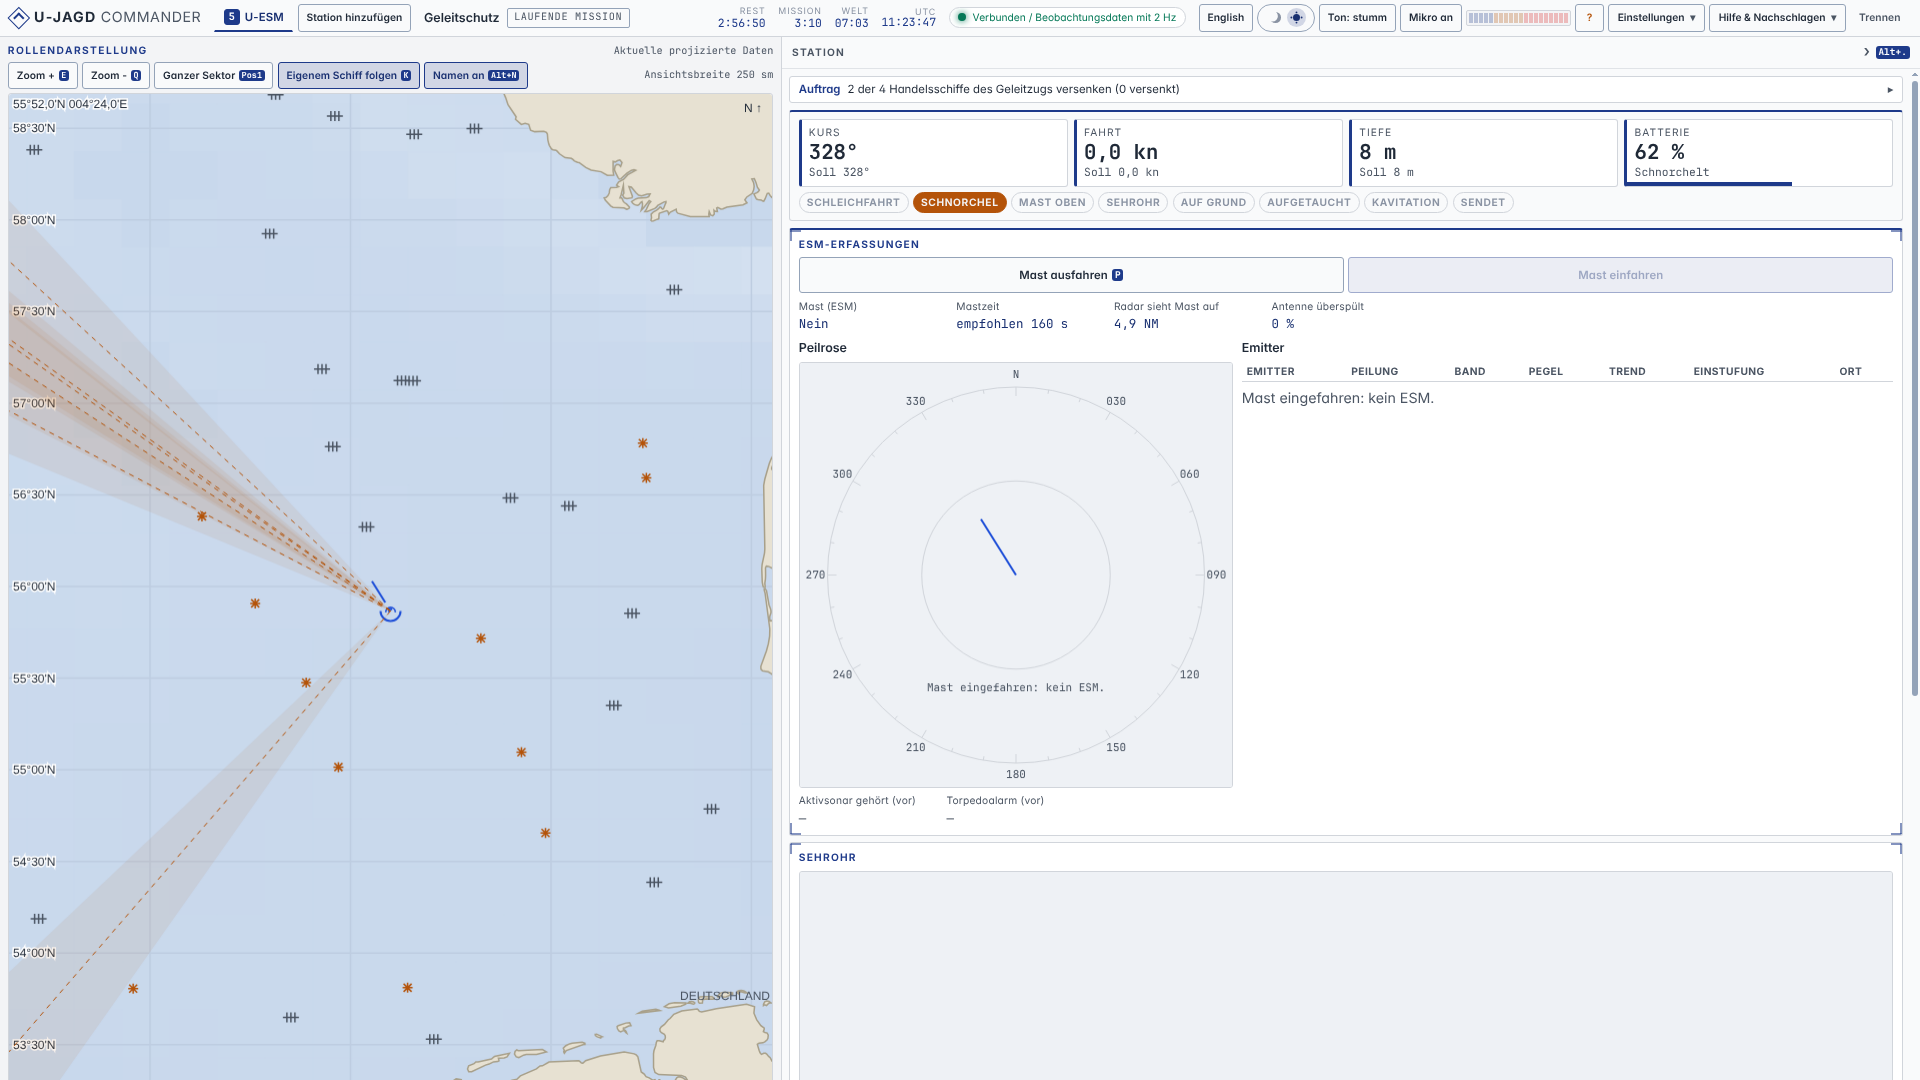 U-JAGD COMMANDER
5 U-ESM
Station hinzufügen
Geleitschutz
LAUFENDE MISSION
REST
2:56:50
MISSION
3:10
WELT
07:03
UTC
11:23:47
Verbunden / Beobachtungsdaten mit 2 Hz
English
Ton: stumm
Mikro an
?
Einstellungen ▾
Hilfe & Nachschlagen ▾
Trennen
ROLLENDARSTELLUNG
Aktuelle projizierte Daten
Zoom + E
Zoom - Q
Ganzer Sektor Pos1
Eigenem Schiff folgen K
Namen an Alt+N
Ansichtsbreite 250 sm
55°52,0'N 004°24,0'E
N ↑
58°30'N
58°00'N
57°30'N
57°00'N
56°30'N
56°00'N
55°30'N
55°00'N
54°30'N
54°00'N
53°30'N
DEUTSCHLAND
STATION
› Alt+.
Auftrag 2 der 4 Handelsschiffe des Geleitzugs versenken (0 versenkt)
KURS
328°
Soll 328°
FAHRT
0,0 kn
Soll 0,0 kn
TIEFE
8 m
Soll 8 m
BATTERIE
62 %
Schnorchelt
SCHLEICHFAHRT
SCHNORCHEL
MAST OBEN
SEHROHR
AUF GRUND
AUFGETAUCHT
KAVITATION
SENDET
ESM-ERFASSUNGEN
Mast ausfahren P
Mast einfahren
Mast (ESM)
Nein
Mastzeit
empfohlen 160 s
Radar sieht Mast auf
4,9 NM
Antenne überspült
0 %
Peilrose
N
030
060
090
120
150
180
210
240
270
300
330
Mast eingefahren: kein ESM.
Emitter
EMITTER PEILUNG BAND PEGEL TREND EINSTUFUNG ORT
Mast eingefahren: kein ESM.
Aktivsonar gehört (vor)
—
Torpedoalarm (vor)
—
SEHROHR